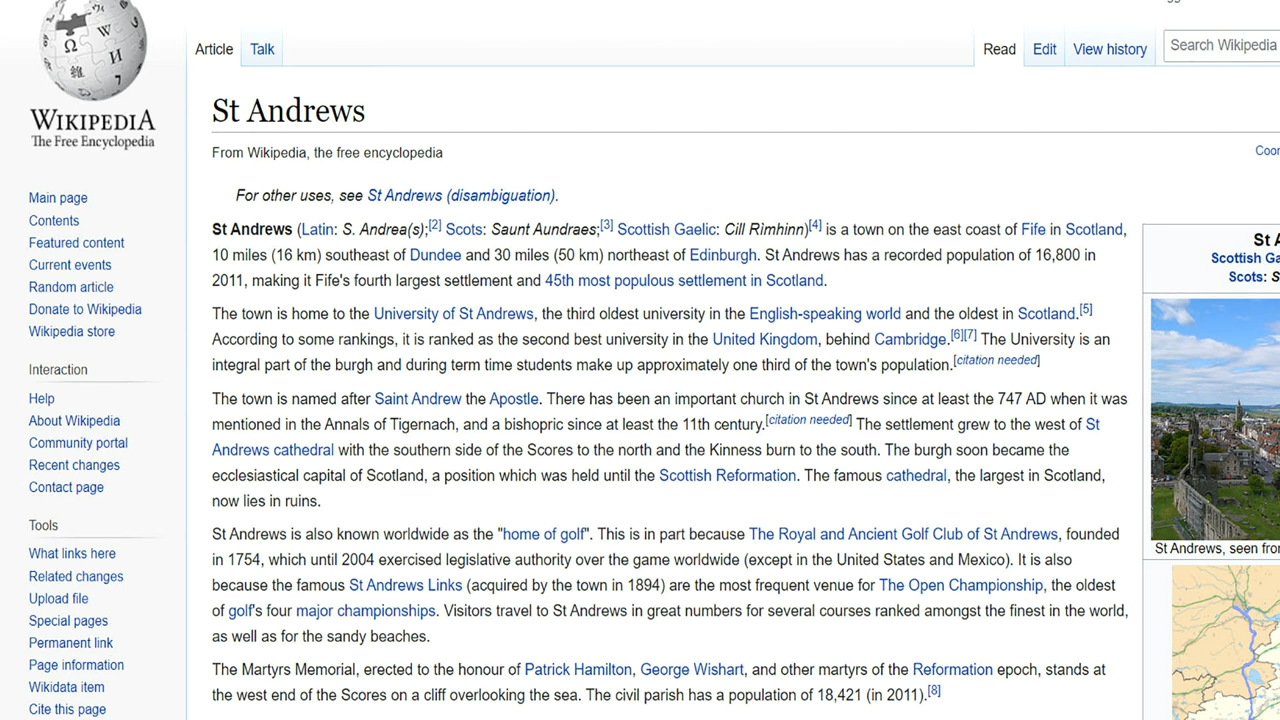 Article Talk Read Edit View history Search Wikipedia
WIKIPEDIA
The Free Encyclopedia
Main page
Contents
Featured content
Current events
Random article
Donate to Wikipedia
Wikipedia store
Interaction
Help
About Wikipedia
Community portal
Recent changes
Contact page
Tools
What links here
Related changes
Upload file
Special pages
Permanent link
Page information
Wikidata item
Cite this page
St Andrews
From Wikipedia, the free encyclopedia
For other uses, see St Andrews (disambiguation).
St Andrews (Latin: S. Andrea(s);[2] Scots: Saunt Aundraes;[3] Scottish Gaelic: Cill Rìmhinn)[4] is a town on the east coast of Fife in Scotland,
10 miles (16 km) southeast of Dundee and 30 miles (50 km) northeast of Edinburgh. St Andrews has a recorded population of 16,800 in
2011, making it Fife's fourth largest settlement and 45th most populous settlement in Scotland.
The town is home to the University of St Andrews, the third oldest university in the English-speaking world and the oldest in Scotland.[5]
According to some rankings, it is ranked as the second best university in the United Kingdom, behind Cambridge.[6][7] The University is an
integral part of the burgh and during term time students make up approximately one third of the town's population.[citation needed]
The town is named after Saint Andrew the Apostle. There has been an important church in St Andrews since at least the 747 AD when it was
mentioned in the Annals of Tigernach, and a bishopric since at least the 11th century.[citation needed] The settlement grew to the west of St
Andrews cathedral with the southern side of the Scores to the north and the Kinness burn to the south. The burgh soon became the
ecclesiastical capital of Scotland, a position which was held until the Scottish Reformation. The famous cathedral, the largest in Scotland,
now lies in ruins.
St Andrews is also known worldwide as the "home of golf". This is in part because The Royal and Ancient Golf Club of St Andrews, founded
in 1754, which until 2004 exercised legislative authority over the game worldwide (except in the United States and Mexico). It is also
because the famous St Andrews Links (acquired by the town in 1894) are the most frequent venue for The Open Championship, the oldest
of golf's four major championships. Visitors travel to St Andrews in great numbers for several courses ranked amongst the finest in the world,
as well as for the sandy beaches.
The Martyrs Memorial, erected to the honour of Patrick Hamilton, George Wishart, and other martyrs of the Reformation epoch, stands at
the west end of the Scores on a cliff overlooking the sea. The civil parish has a population of 18,421 (in 2011).[8]
Coor
St A
Scottish Ga
Scots: S
St Andrews, seen fro